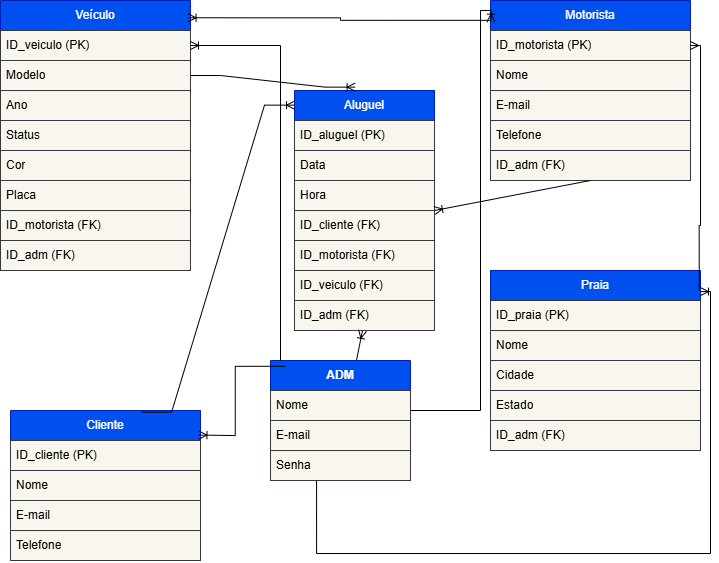 Veículo
ID_veiculo (PK)
Modelo
Ano
Status
Cor
Placa
ID_motorista (FK)
ID_adm (FK)
Motorista
ID_motorista (PK)
Nome
E-mail
Telefone
ID_adm (FK)
Aluguel
ID_aluguel (PK)
Data
Hora
ID_cliente (FK)
ID_motorista (FK)
ID_veiculo (FK)
ID_adm (FK)
Praia
ID_praia (PK)
Nome
Cidade
Estado
ID_adm (FK)
ADM
Nome
E-mail
Senha
Cliente
ID_cliente (PK)
Nome
E-mail
Telefone